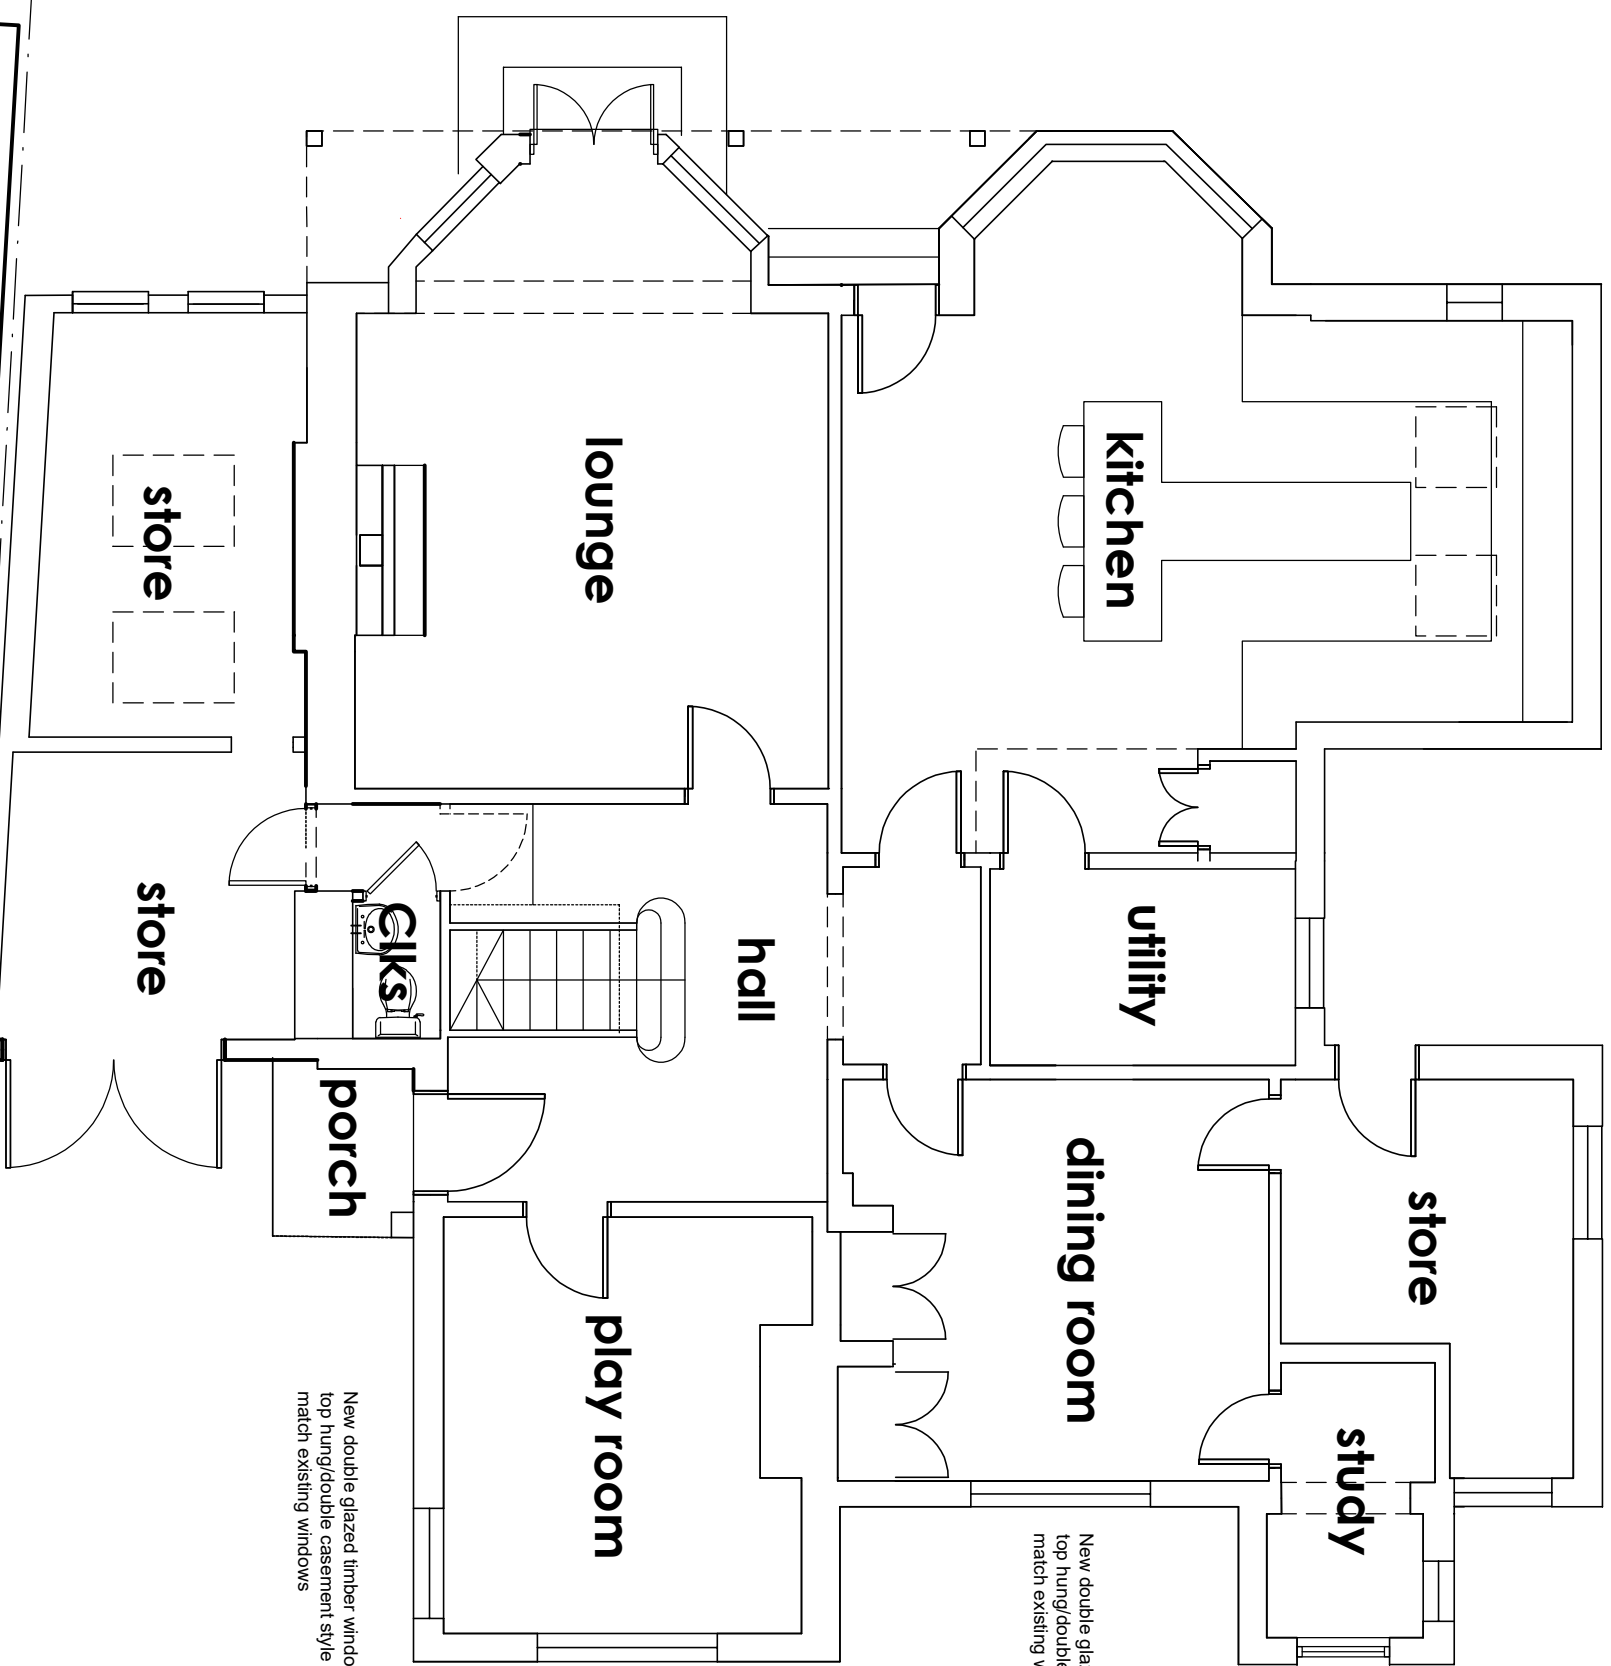 kitchen
lounge
store
utility
hall
Clks
store
store
dining room
porch
study
play room
New double gla
top hung/double
match existing w
New double glazed timber windo
top hung/double casement style
match existing windows